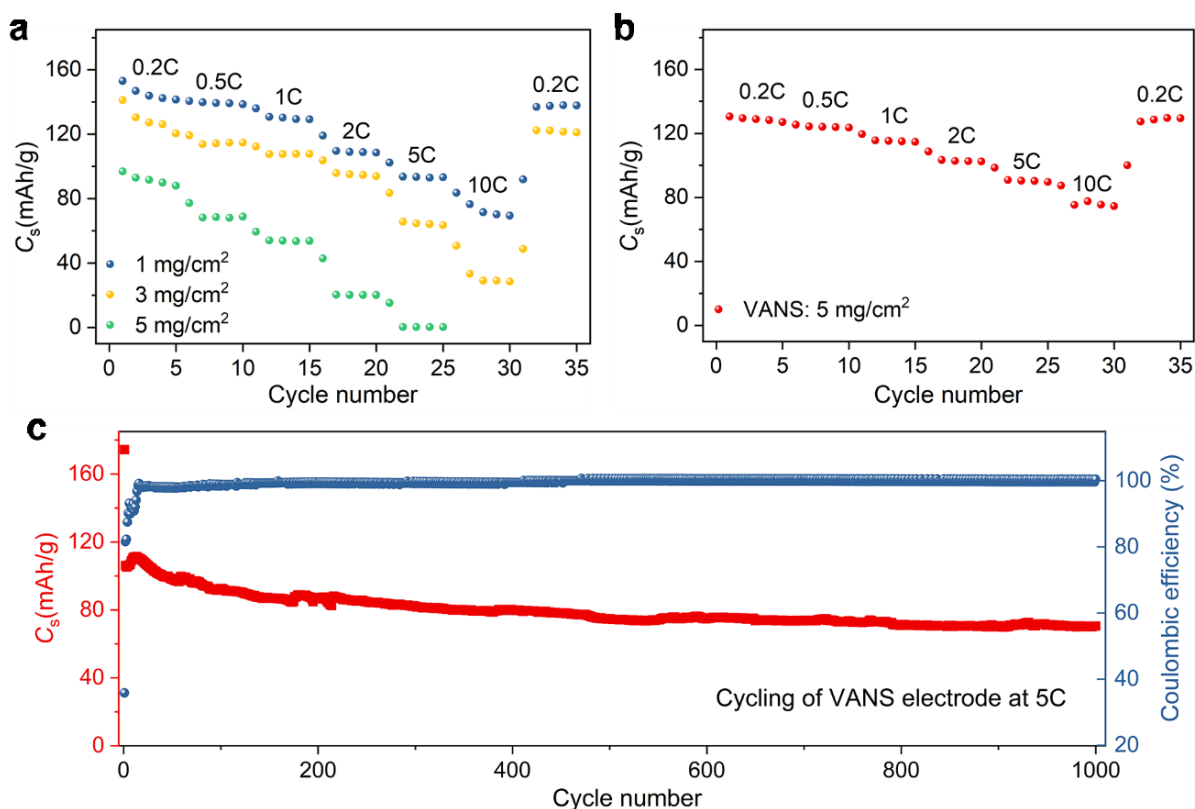 a
160
120
80
40
0
Cₛ(mAh/g)
0.2C
0.5C
1C
2C
5C
10C
0.2C
1 mg/cm²
3 mg/cm²
5 mg/cm²
0 5 10 15 20 25 30 35
Cycle number
b
160
120
80
40
0
Cₛ(mAh/g)
0.2C
0.5C
1C
2C
5C
10C
0.2C
VANS: 5 mg/cm²
0 5 10 15 20 25 30 35
Cycle number
c
160
120
80
40
0
Cₛ(mAh/g)
Cycling of VANS electrode at 5C
100
80
60
40
20
Coulombic efficiency (%)
0 200 400 600 800 1000
Cycle number